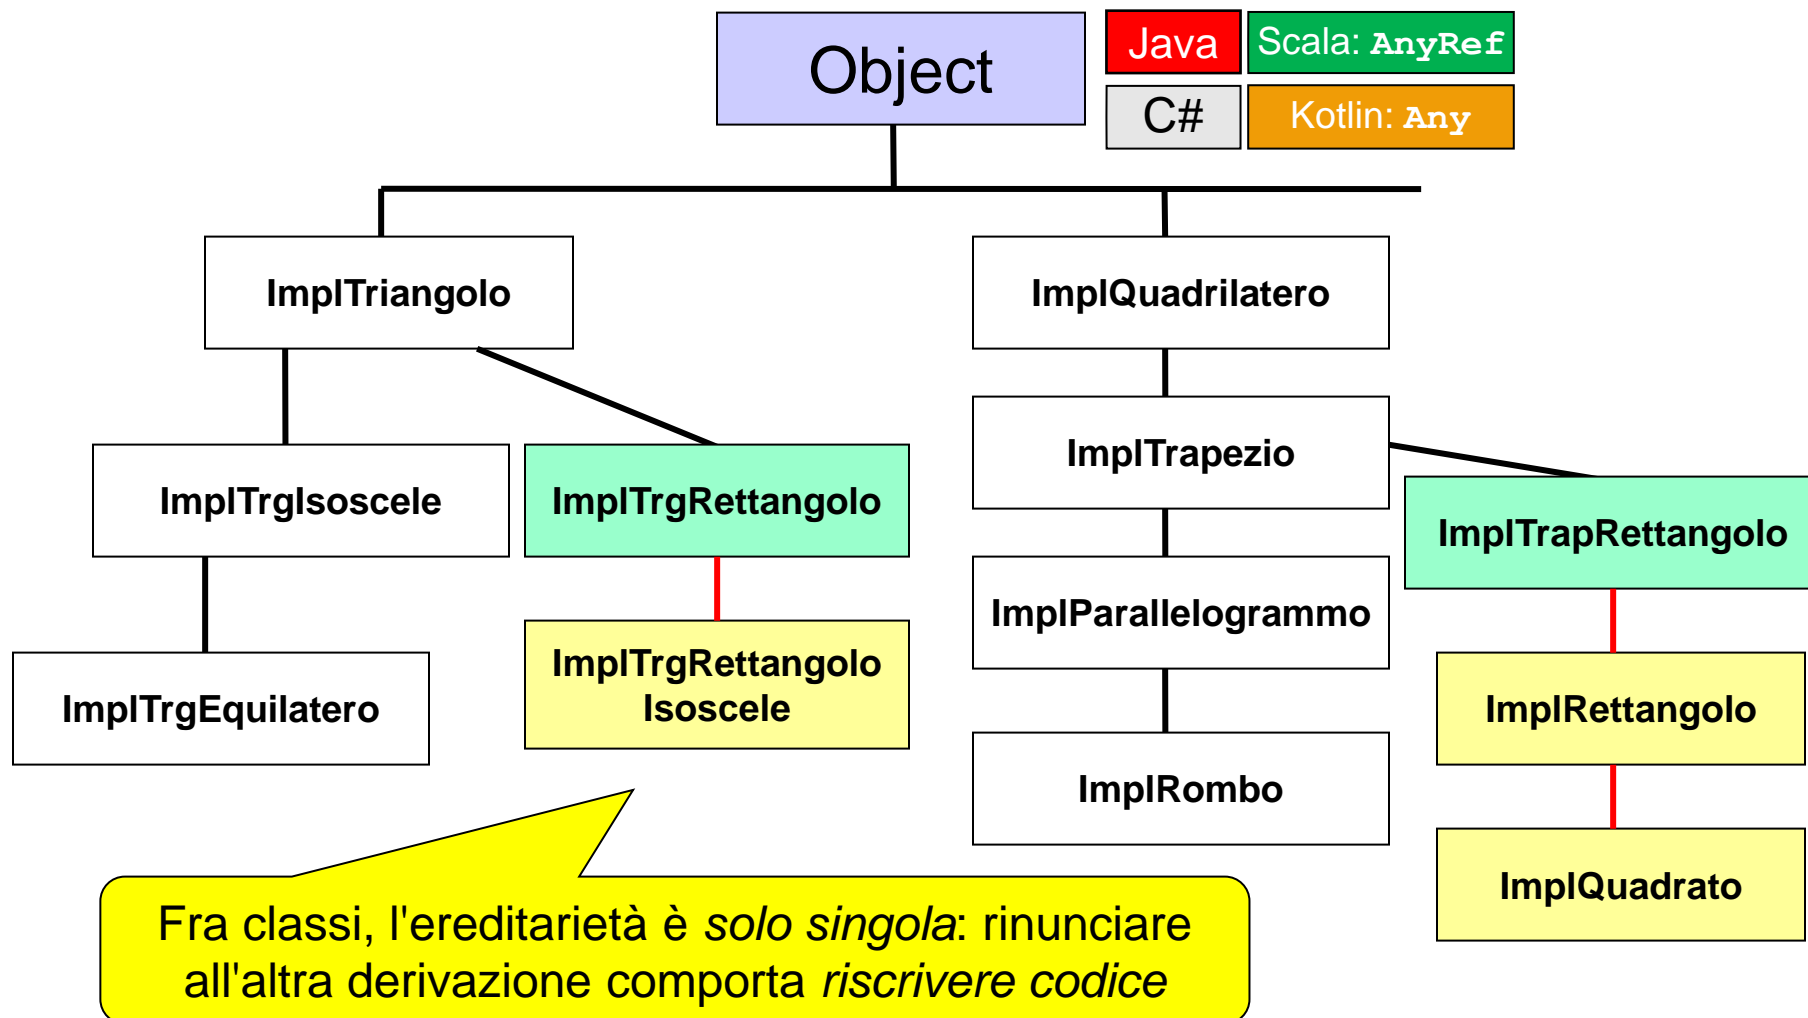 Object
Java
Scala: AnyRef
C#
Kotlin: Any
ImplTriangolo
ImplQuadrilatero
ImplTrapezio
ImplTrgIsoscele
ImplTrgRettangolo
ImplTrapRettangolo
ImplParallelogrammo
ImplTrgEquilatero
ImplTrgRettangolo
Isoscele
ImplRettangolo
ImplRombo
ImplQuadrato
Fra classi, l'ereditarietà è solo singola: rinunciare
all'altra derivazione comporta riscrivere codice